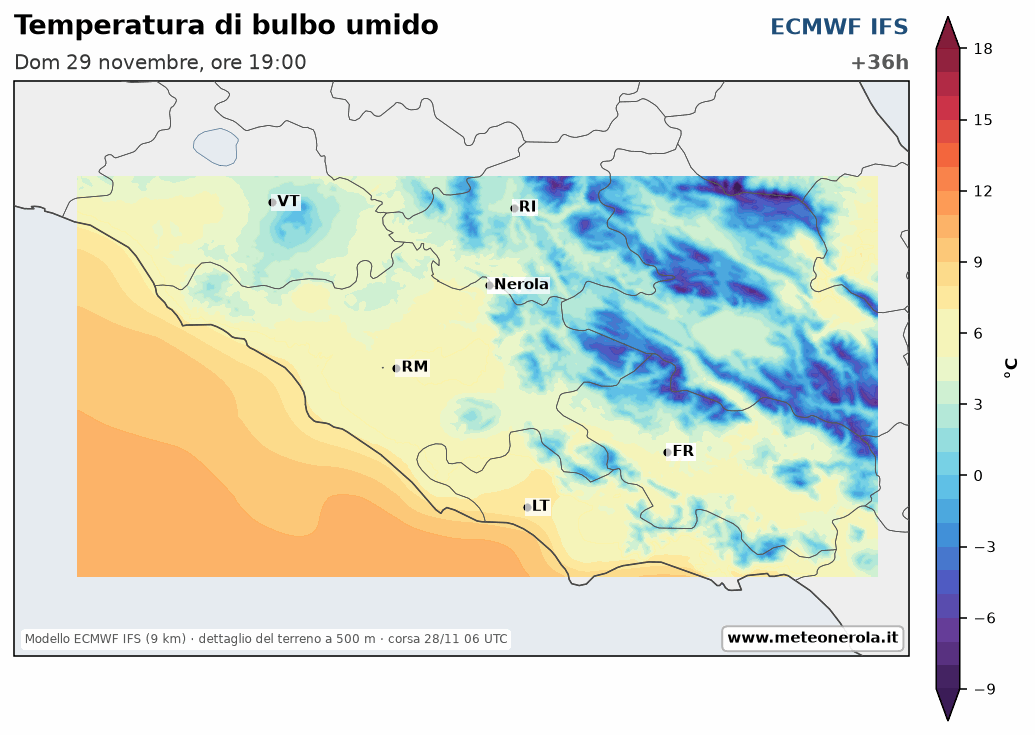 Temperatura di bulbo umido
ECMWF IFS
Dom 29 novembre, ore 19:00
+36h
VT
RI
Nerola
RM
FR
LT
18
15
12
9
6
3
0
−3
−6
−9
°C
Modello ECMWF IFS (9 km) · dettaglio del terreno a 500 m · corsa 28/11 06 UTC
www.meteonerola.it